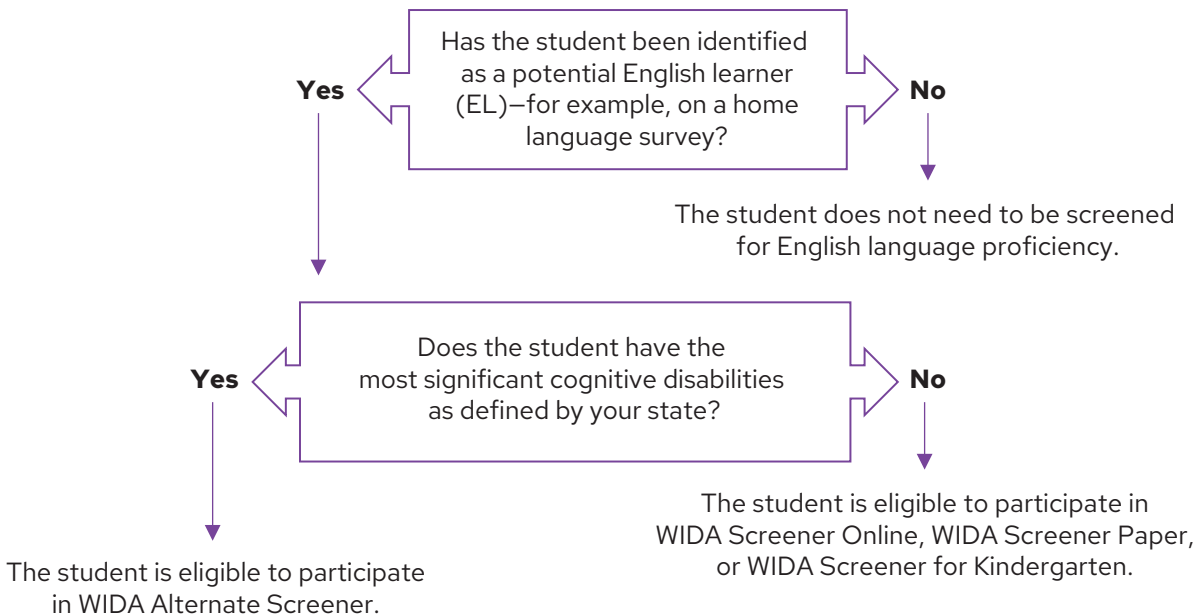 Has the student been identified
as a potential English learner
(EL)—for example, on a home
language survey?
Yes
No
The student does not need to be screened
for English language proficiency.
Does the student have the
most significant cognitive disabilities
as defined by your state?
Yes
No
The student is eligible to participate in
WIDA Screener Online, WIDA Screener Paper,
or WIDA Screener for Kindergarten.
The student is eligible to participate
in WIDA Alternate Screener.